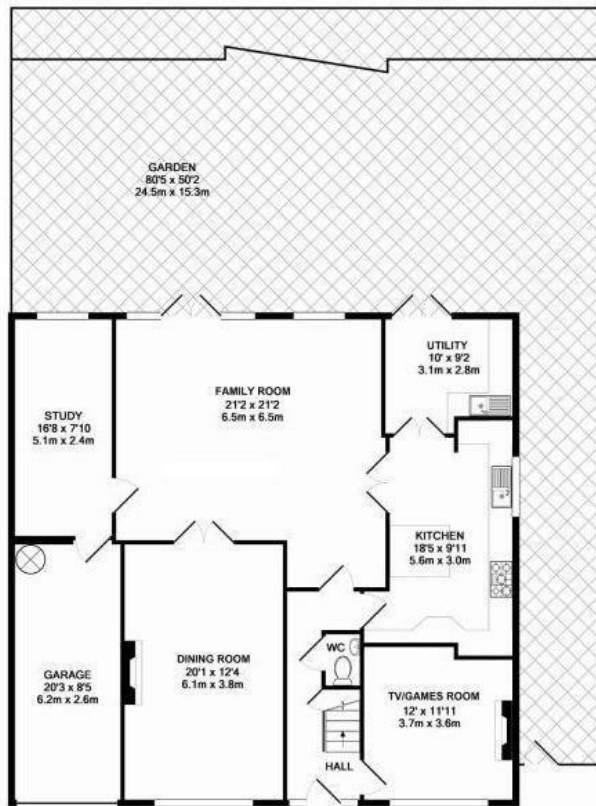 GARDEN
80'5 x 50'2
24.5m x 15.3m
UTILITY
10' x 9'2
3.1m x 2.8m
FAMILY ROOM
21'2 x 21'2
6.5m x 6.5m
STUDY
16'8 x 7'10
5.1m x 2.4m
KITCHEN
18'5 x 9'11
5.6m x 3.0m
WC
DINING ROOM
20'1 x 12'4
6.1m x 3.8m
GARAGE
20'3 x 8'5
6.2m x 2.6m
TV/GAMES ROOM
12' x 11'11
3.7m x 3.6m
HALL